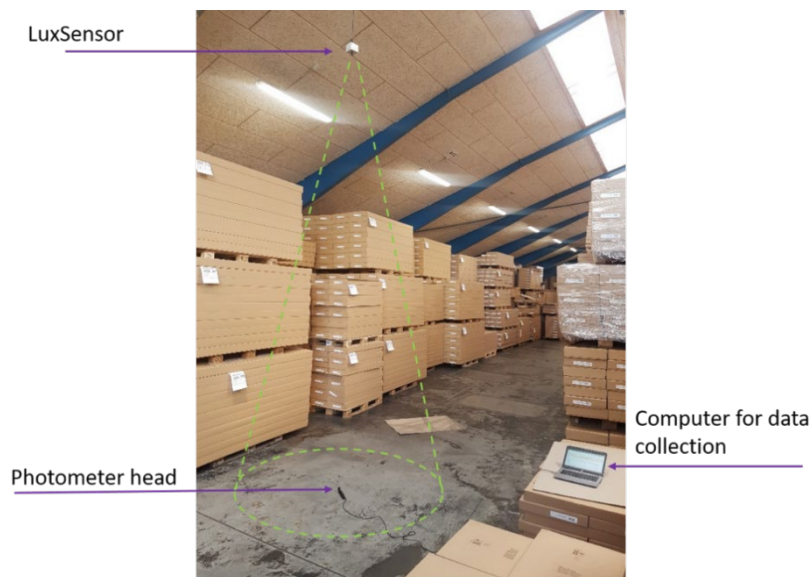 LuxSensor
Computer for data
collection
Photometer head